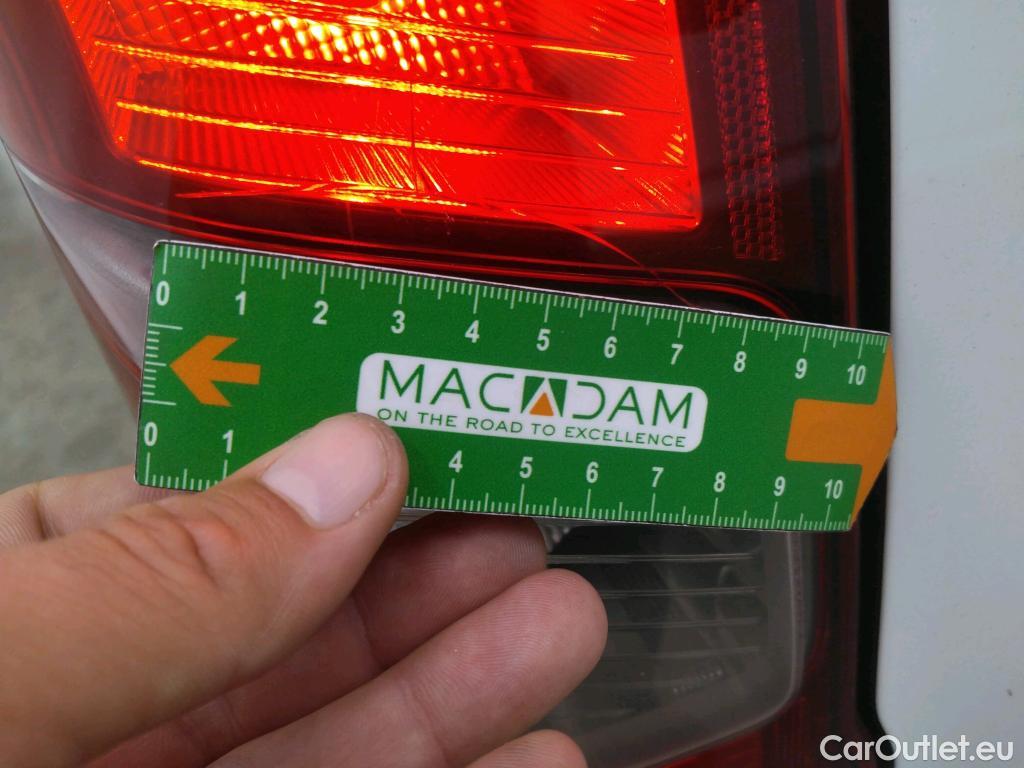 0 1 2 3 4 5 6 7 8 9 10
MACADAM
ON THE ROAD TO EXCELLENCE
0 1 4 5 6 7 8 9 10
CarOutlet.eu